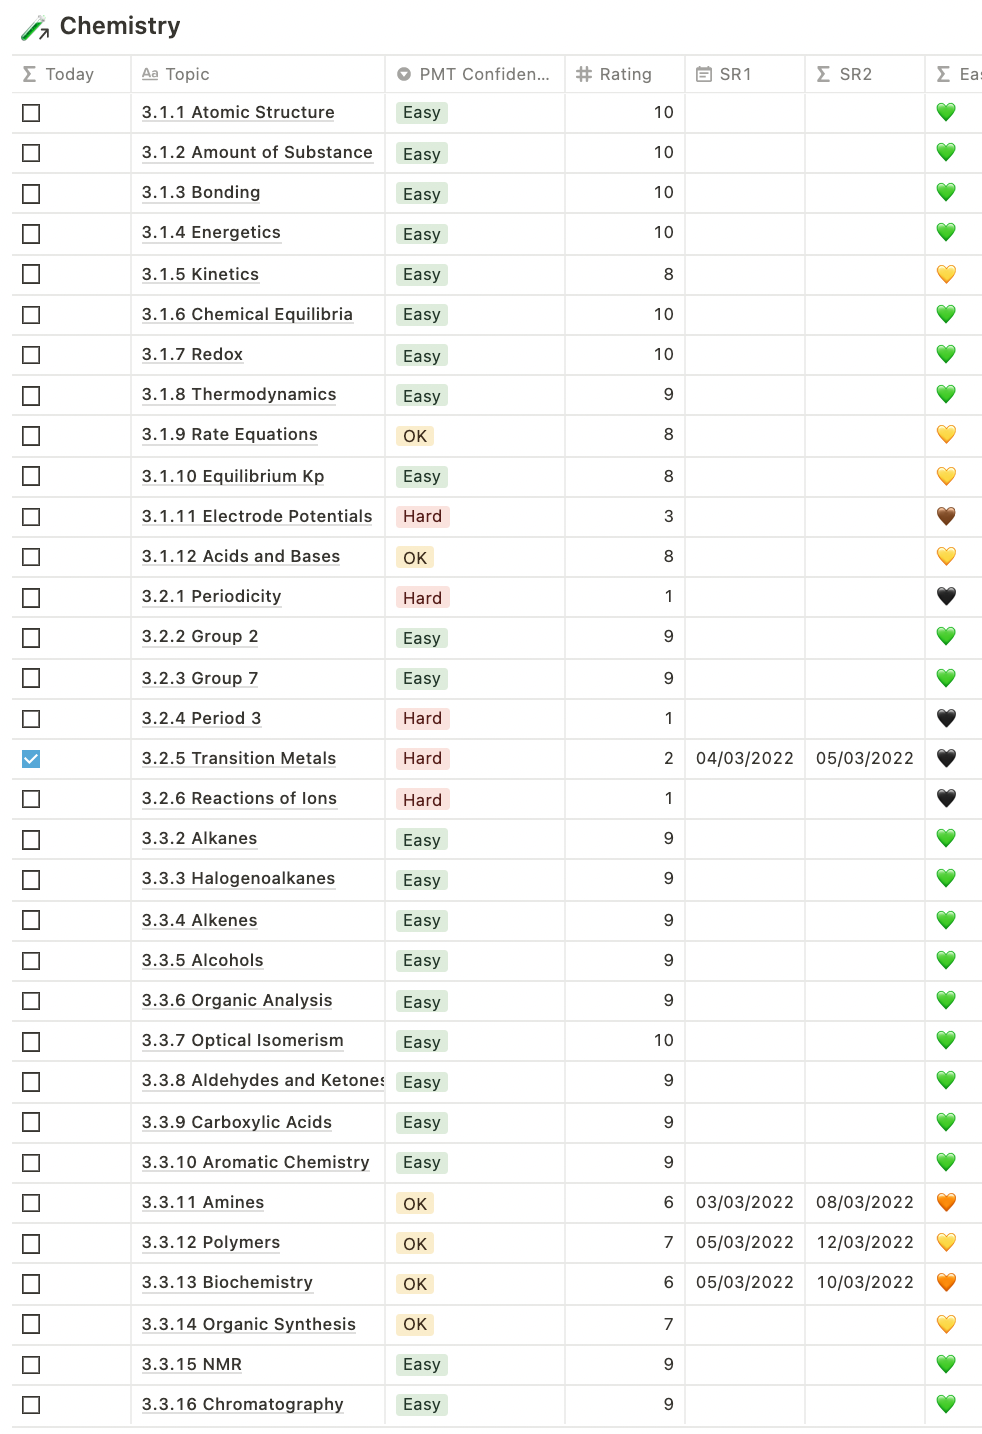 Chemistry
Today Topic PMT Confiden... Rating SR1 SR2 Eas
3.1.1 Atomic Structure Easy 10
3.1.2 Amount of Substance Easy 10
3.1.3 Bonding Easy 10
3.1.4 Energetics Easy 10
3.1.5 Kinetics Easy 8
3.1.6 Chemical Equilibria Easy 10
3.1.7 Redox Easy 10
3.1.8 Thermodynamics Easy 9
3.1.9 Rate Equations OK 8
3.1.10 Equilibrium Kp Easy 8
3.1.11 Electrode Potentials Hard 3
3.1.12 Acids and Bases OK 8
3.2.1 Periodicity Hard 1
3.2.2 Group 2 Easy 9
3.2.3 Group 7 Easy 9
3.2.4 Period 3 Hard 1
3.2.5 Transition Metals Hard 2 04/03/2022 05/03/2022
3.2.6 Reactions of Ions Hard 1
3.3.2 Alkanes Easy 9
3.3.3 Halogenoalkanes Easy 9
3.3.4 Alkenes Easy 9
3.3.5 Alcohols Easy 9
3.3.6 Organic Analysis Easy 9
3.3.7 Optical Isomerism Easy 10
3.3.8 Aldehydes and Ketones Easy 9
3.3.9 Carboxylic Acids Easy 9
3.3.10 Aromatic Chemistry Easy 9
3.3.11 Amines OK 6 03/03/2022 08/03/2022
3.3.12 Polymers OK 7 05/03/2022 12/03/2022
3.3.13 Biochemistry OK 6 05/03/2022 10/03/2022
3.3.14 Organic Synthesis OK 7
3.3.15 NMR Easy 9
3.3.16 Chromatography Easy 9